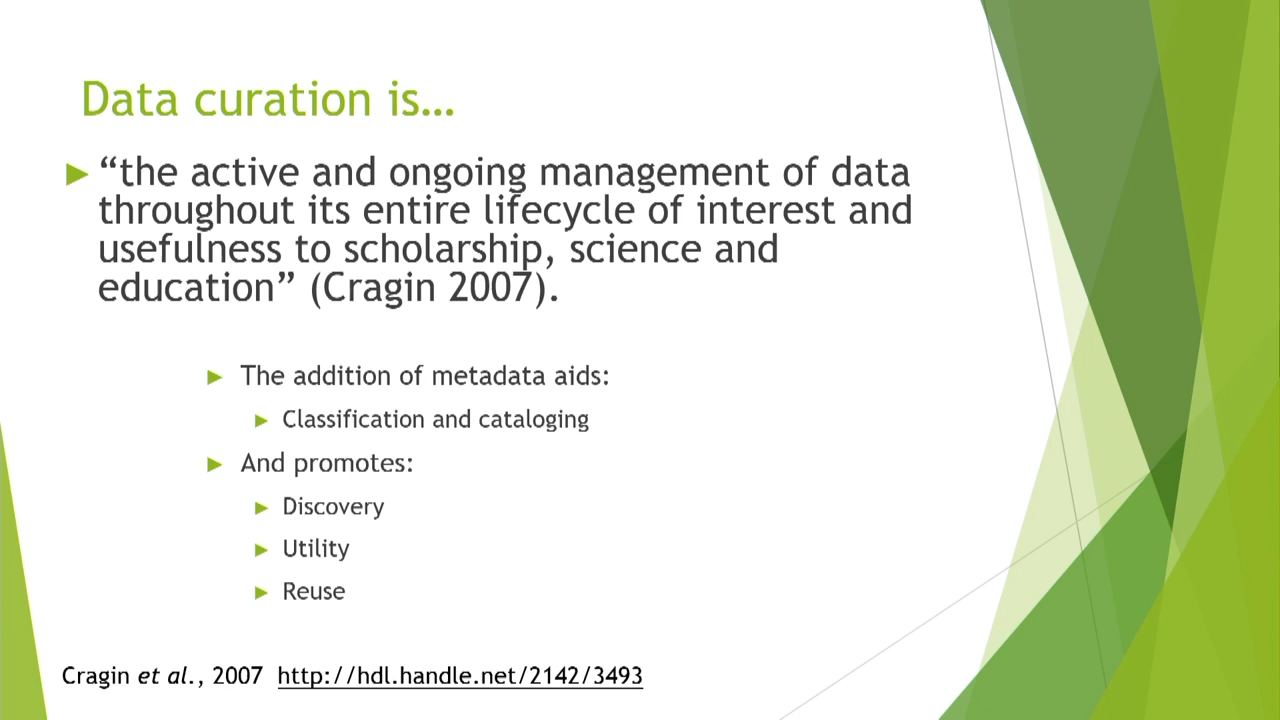 Data curation is…
“the active and ongoing management of data
throughout its entire lifecycle of interest and
usefulness to scholarship, science and
education” (Cragin 2007).
The addition of metadata aids:
Classification and cataloging
And promotes:
Discovery
Utility
Reuse
Cragin et al., 2007 http://hdl.handle.net/2142/3493